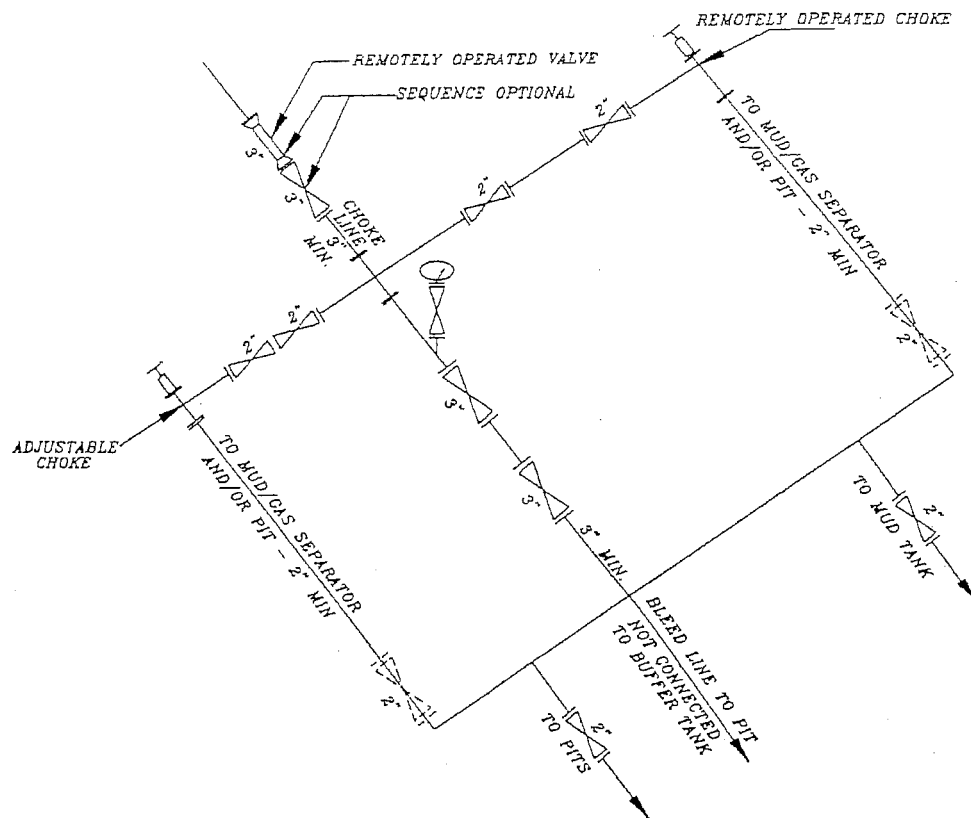 REMOTELY OPERATED CHOKE
REMOTELY OPERATED VALVE
SEQUENCE OPTIONAL
3"
3"
CHOKE
LINE
3"
MIN.
2"
2"
TO MUD/GAS SEPARATOR
AND/OR PIT - 2" MIN
2"
2"
2"
ADJUSTABLE
CHOKE
TO MUD/GAS SEPARATOR
AND/OR PIT - 2" MIN
2"
3"
3"
3" MIN.
BLEED LINE TO PIT
NOT CONNECTED
TO BUFFER TANK
2"
TO MUD TANK
2"
TO PITS